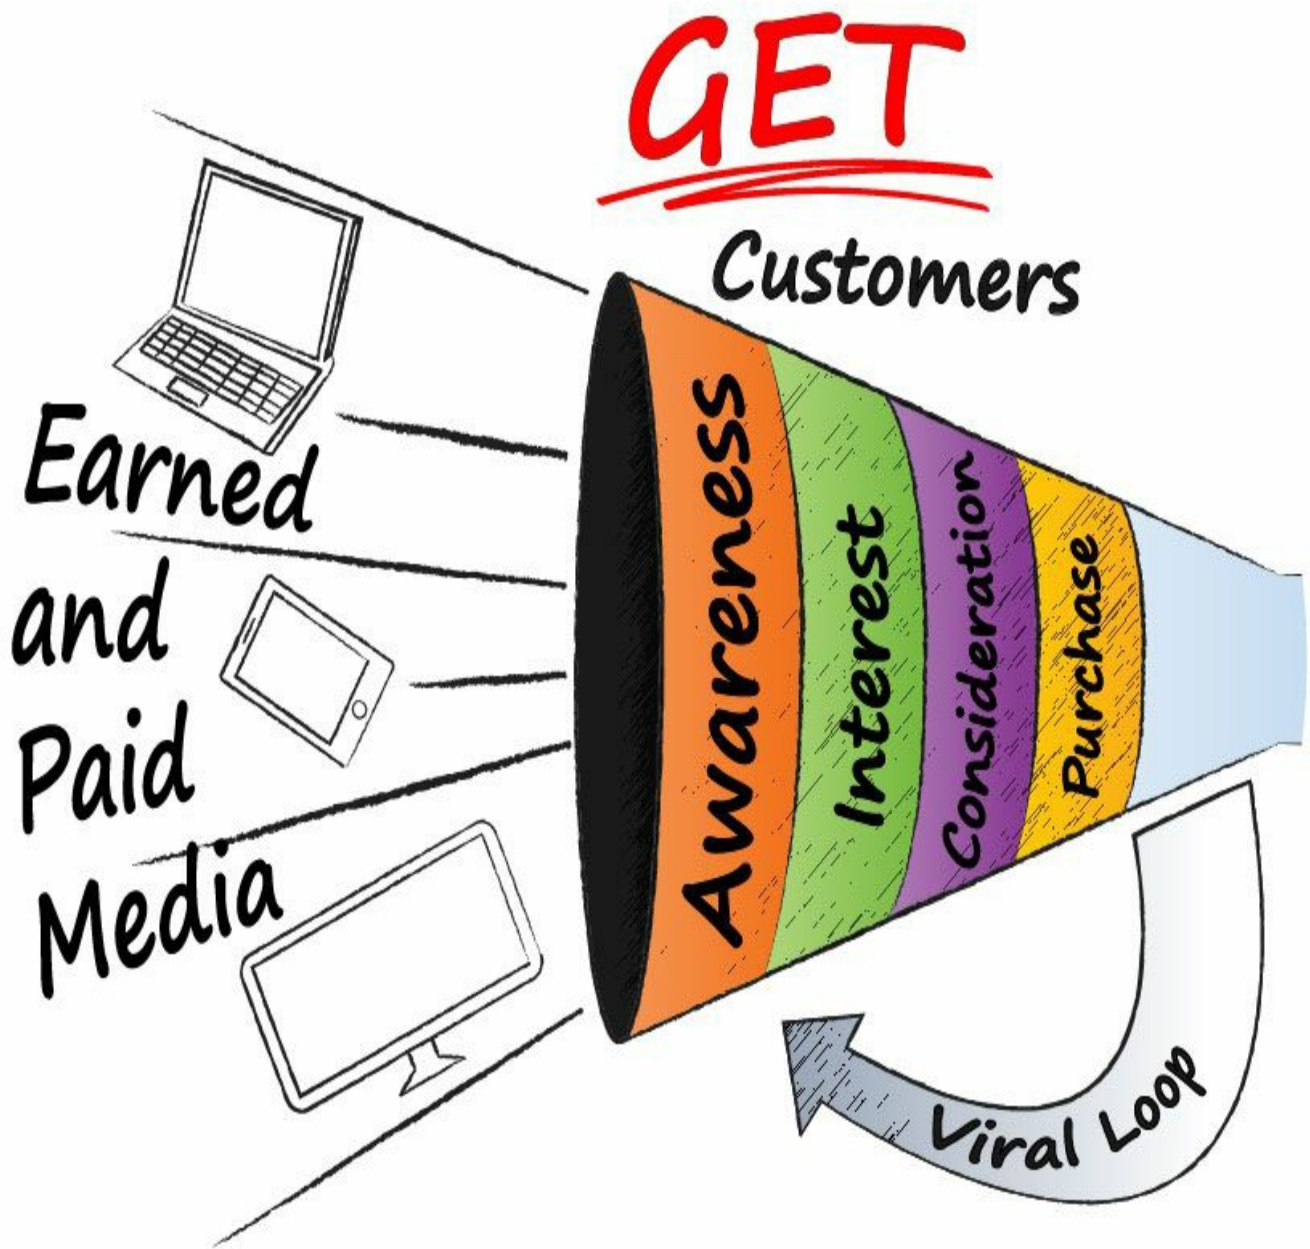 GET
Customers
Earned
and
Paid
Media
Awareness
Interest
Consideration
Purchase
Viral Loop